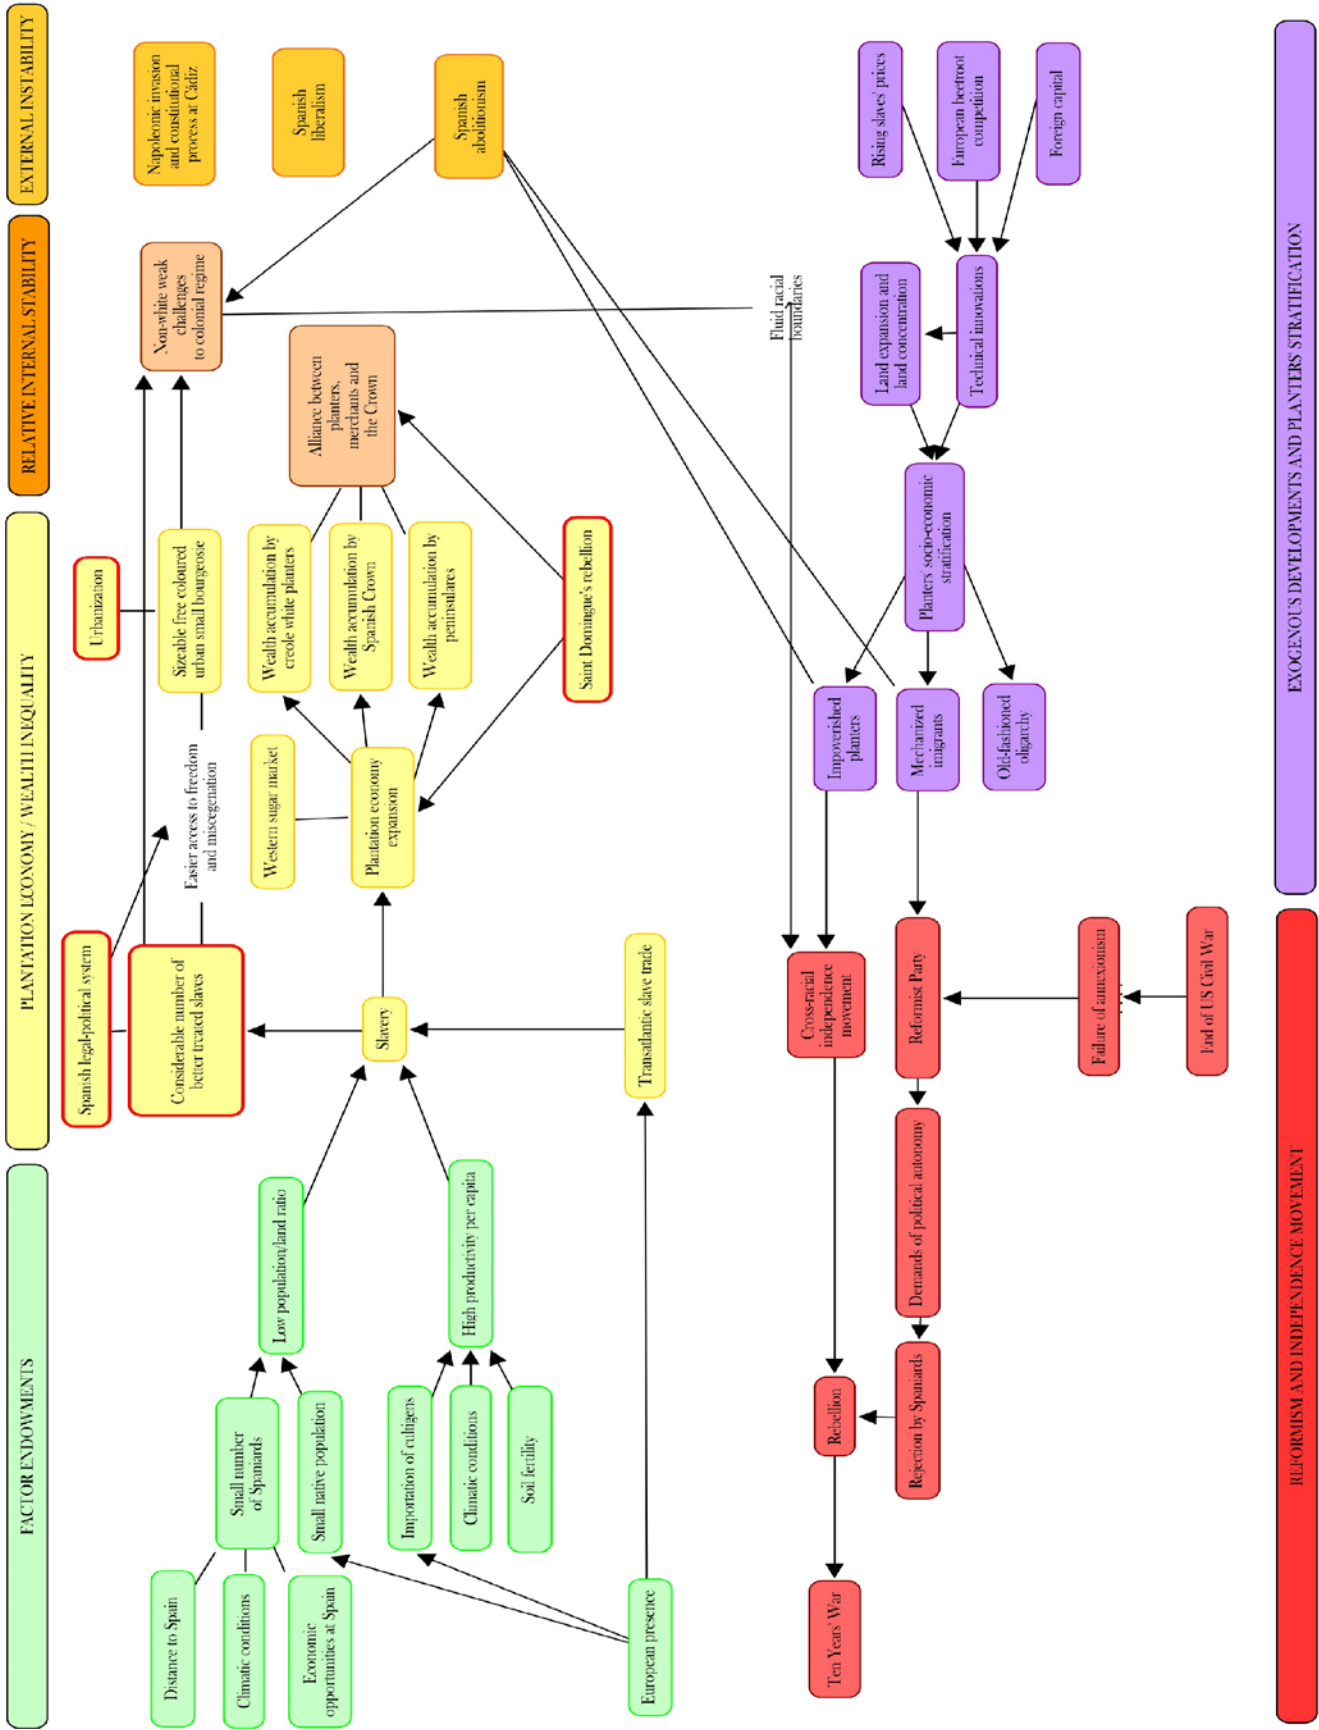 FACTOR ENDOWMENTS
PLANTATION ECONOMY / WEALTH INEQUALITY
RELATIVE INTERNAL STABILITY
EXTERNAL INSTABILITY
Distance to Spain
Climatic conditions
Economic
opportunities at Spain
Small number
of Spaniards
Small native population
Low population/land ratio
Importation of cultigens
Climatic conditions
Soil fertility
High productivity per capita
European presence
Spanish legal-political system
Considerable number of
better treated slaves
Slavery
Transatlantic slave trade
Easier access to freedom
and miscegenation
Urbanization
Sizeable free coloured
urban small bourgeosie
Western sugar market
Plantation economy
expansion
Wealth accumulation by
creole white planters
Wealth accumulation by
Spanish Crown
Wealth accumulation by
peninsulares
Saint Domingue's rebellion
Non-white weak
challenges
to colonial regime
Alliance between
planters,
merchants and
the Crown
Napoleonic invasion
and constitutional
process at Cádiz
Spanish
liberalism
Spanish
abolitionism
Fluid racial
boundaries
Ten Years' War
Rebellion
Rejection by Spaniards
Demands of political autonomy
Cross-racial
independence
movement
Reformist Party
Failure of annexionism
End of US Civil War
Impoverished
planters
Mechanized
imigrants
Old-fashioned
oligarchy
Planters' socio-economic
stratification
Land expansion and
land concentration
Technical innovations
Rising slaves' prices
European beetroot
competition
Foreign capital
REFORMISM AND INDEPENDENCE MOVEMENT
EXOGENOUS DEVELOPMENTS AND PLANTERS' STRATIFICATION